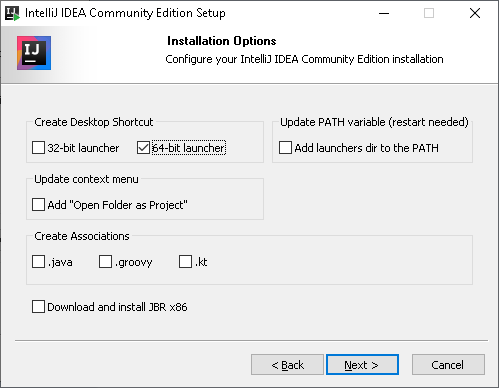 IntelliJ IDEA Community Edition Setup
IJ
Installation Options
Configure your IntelliJ IDEA Community Edition installation
Create Desktop Shortcut
32-bit launcher
64-bit launcher
Update PATH variable (restart needed)
Add launchers dir to the PATH
Update context menu
Add "Open Folder as Project"
Create Associations
.java
.groovy
.kt
Download and install JBR x86
< Back
Next >
Cancel